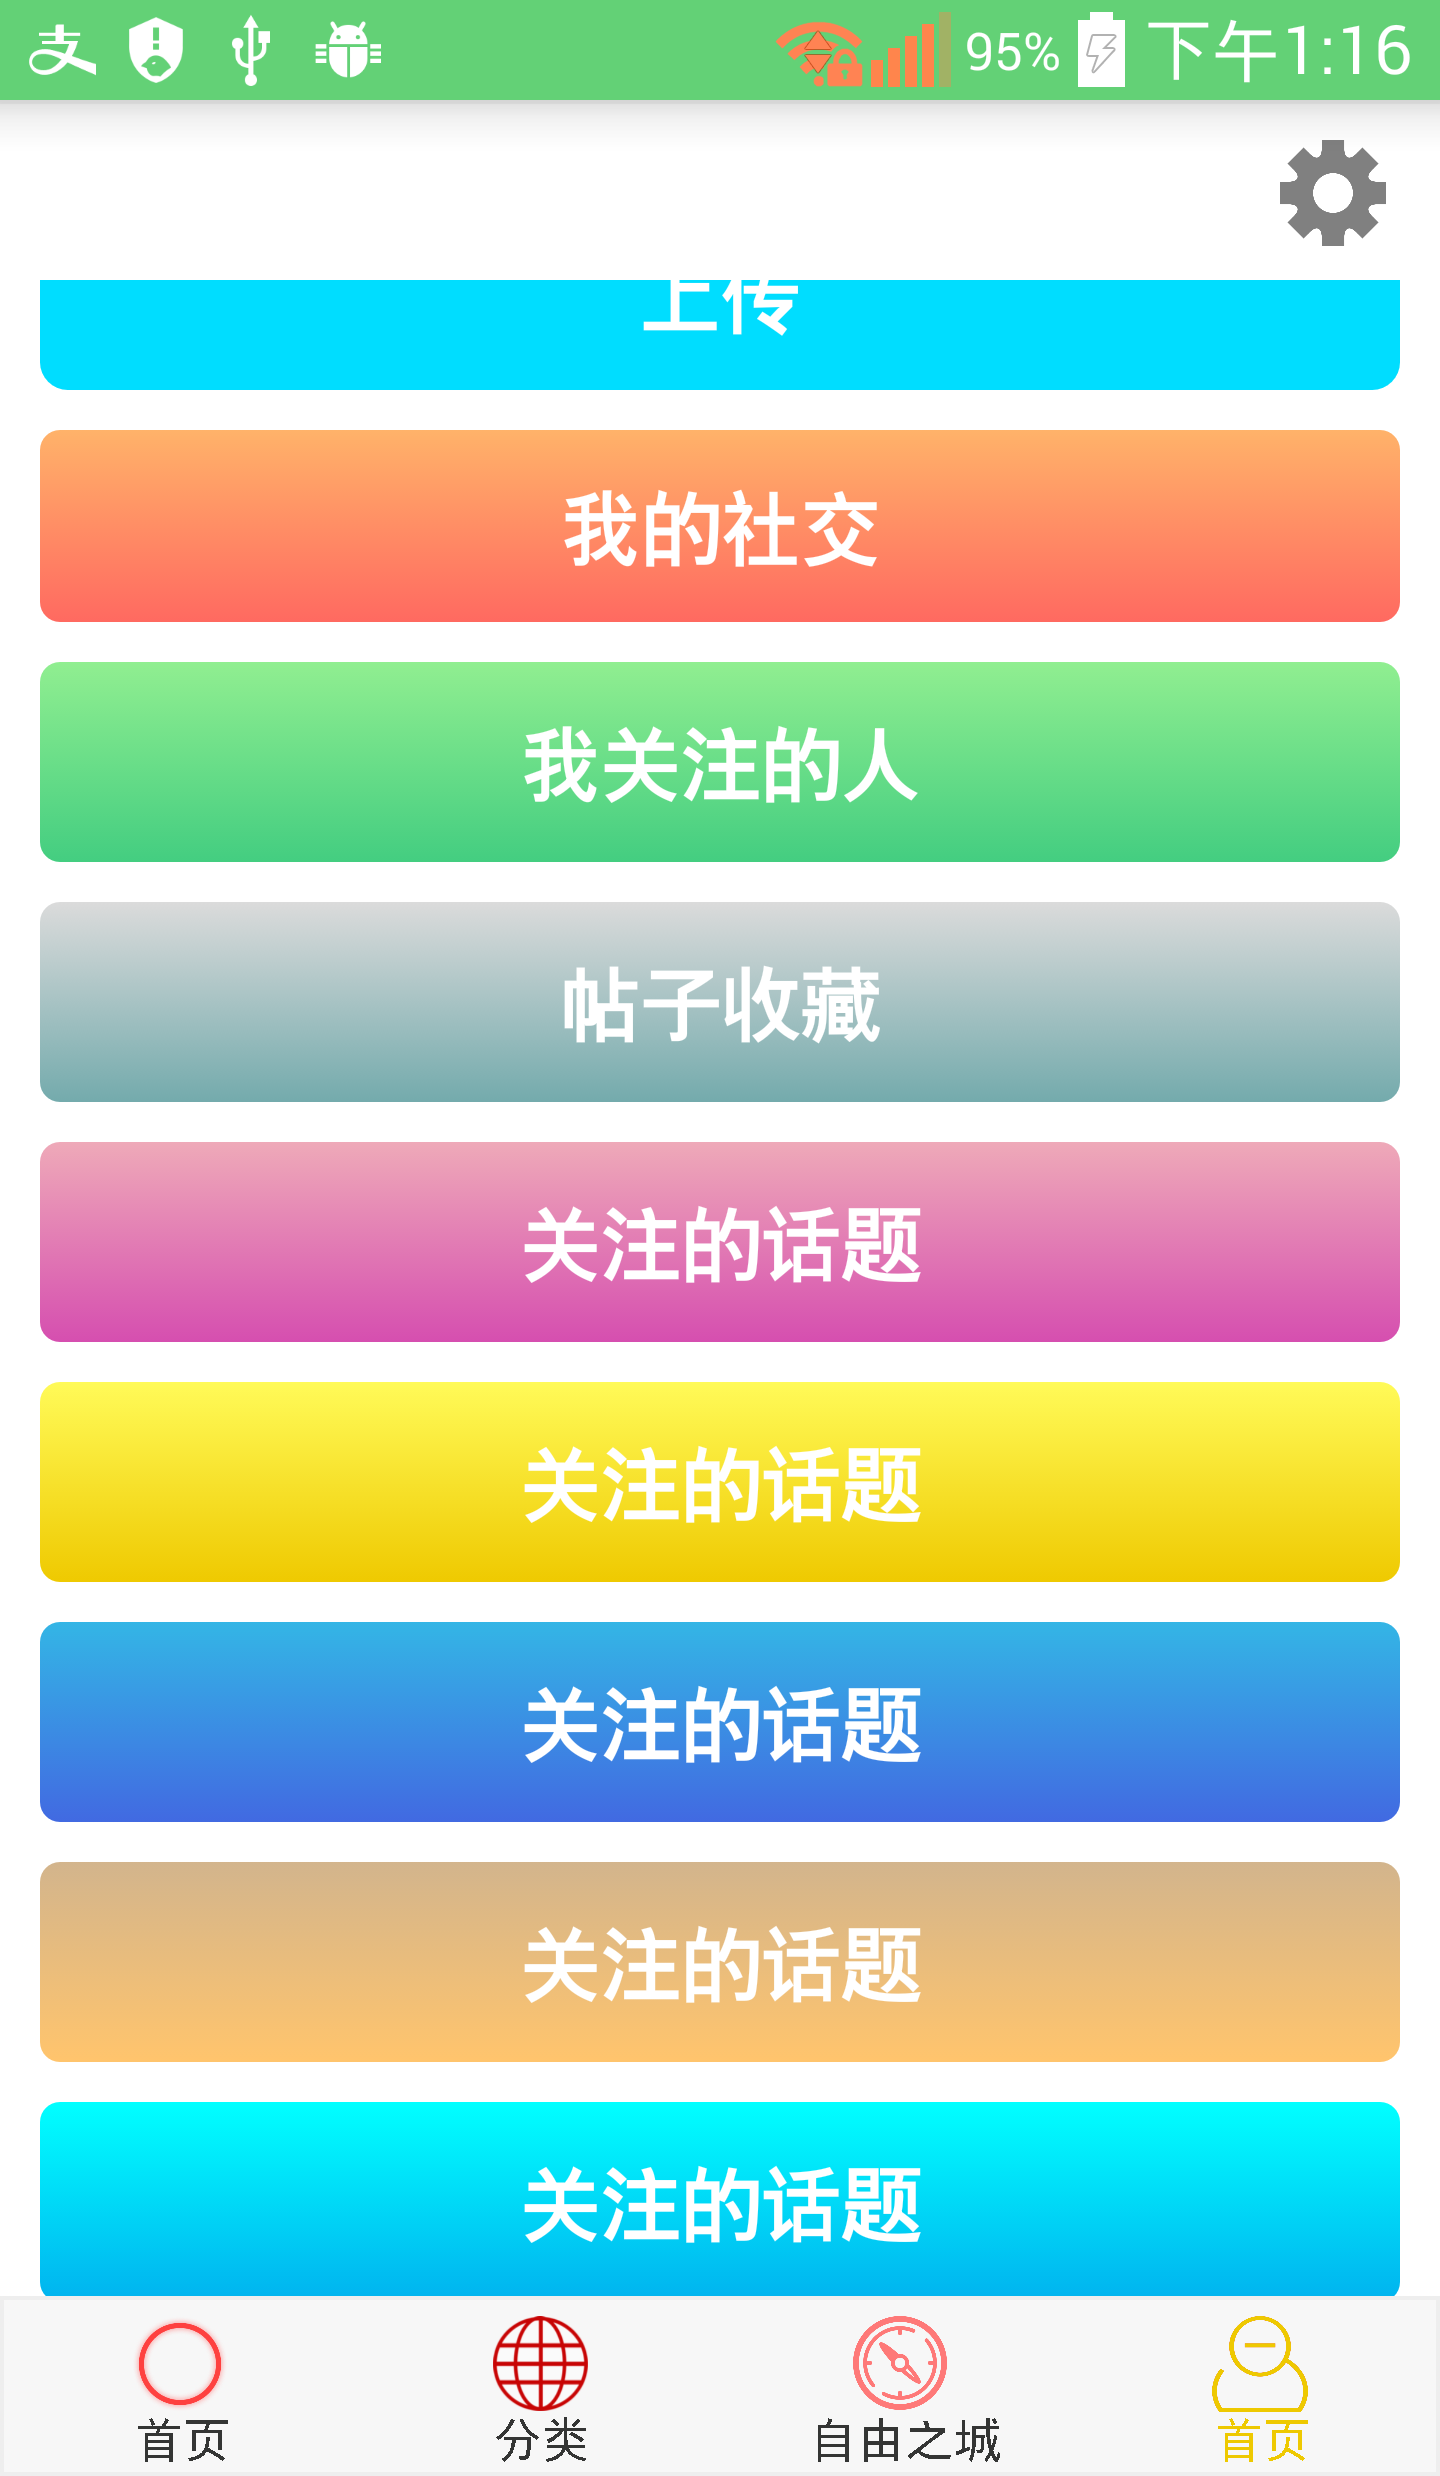 95% 下午1:16
上传
我的社交
我关注的人
帖子收藏
关注的话题
关注的话题
关注的话题
关注的话题
关注的话题
首页 分类 自由之城 首页